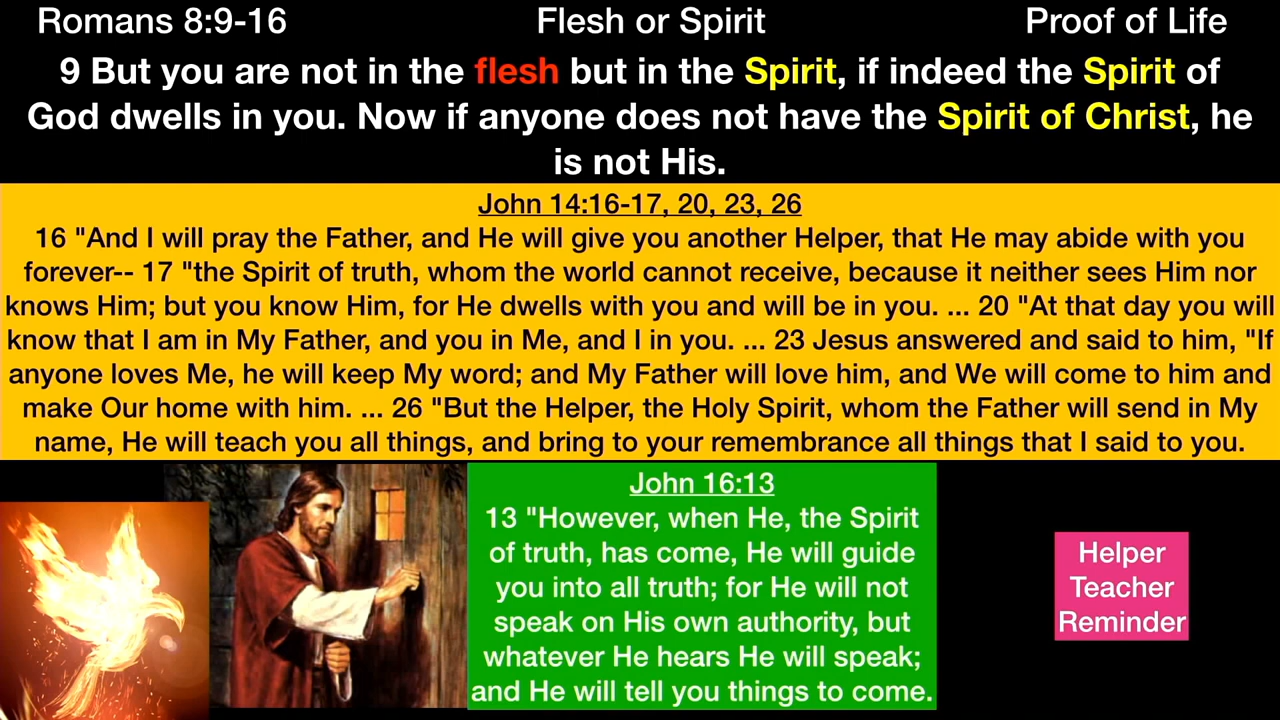 Romans 8:9-16
Flesh or Spirit
Proof of Life
9 But you are not in the flesh but in the Spirit, if indeed the Spirit of
God dwells in you. Now if anyone does not have the Spirit of Christ, he
is not His.
John 14:16-17, 20, 23, 26
16 "And I will pray the Father, and He will give you another Helper, that He may abide with you
forever-- 17 "the Spirit of truth, whom the world cannot receive, because it neither sees Him nor
knows Him; but you know Him, for He dwells with you and will be in you. ... 20 "At that day you will
know that I am in My Father, and you in Me, and I in you. ... 23 Jesus answered and said to him, "If
anyone loves Me, he will keep My word; and My Father will love him, and We will come to him and
make Our home with him. ... 26 "But the Helper, the Holy Spirit, whom the Father will send in My
name, He will teach you all things, and bring to your remembrance all things that I said to you.
John 16:13
13 "However, when He, the Spirit
of truth, has come, He will guide
you into all truth; for He will not
speak on His own authority, but
whatever He hears He will speak;
and He will tell you things to come.
Helper
Teacher
Reminder